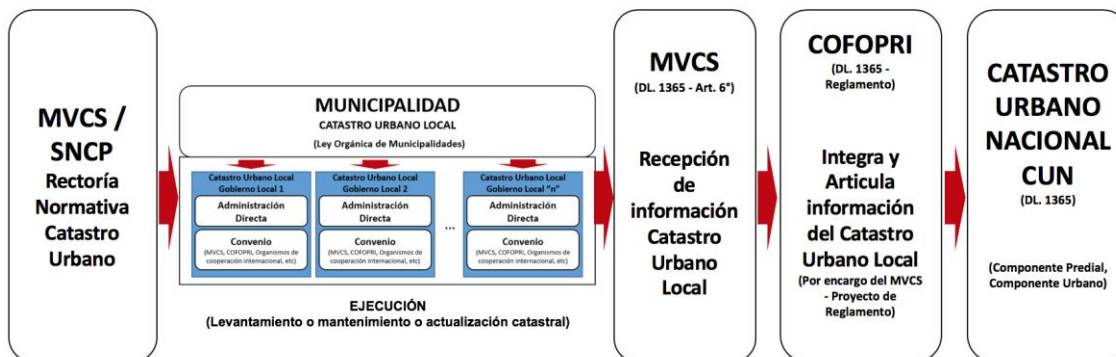 MVCS /
SNCP
Rectoría
Normativa
Catastro
Urbano
MUNICIPALIDAD
CATASTRO URBANO LOCAL
(Ley Orgánica de Municipalidades)
Catastro Urbano Local
Gobierno Local 1
Administración
Directa
Convenio
(MVCS, COFOPRI, Organismos de
cooperación internacional, etc)
Catastro Urbano Local
Gobierno Local 2
Administración
Directa
Convenio
(MVCS, COFOPRI, Organismos de
cooperación internacional, etc)
...
Catastro Urbano Local
Gobierno Local "n"
Administración
Directa
Convenio
(MVCS, COFOPRI, Organismos de
cooperación internacional, etc)
EJECUCIÓN
(Levantamiento o mantenimiento o actualización catastral)
MVCS
(DL. 1365 - Art. 6°)
Recepción
de
información
Catastro
Urbano
Local
COFOPRI
(DL. 1365 -
Reglamento)
Integra y
Articula
información
del Catastro
Urbano Local
(Por encargo del MVCS
- Proyecto de
Reglamento)
CATASTRO
URBANO
NACIONAL
CUN
(DL. 1365)
(Componente Predial,
Componente Urbano)